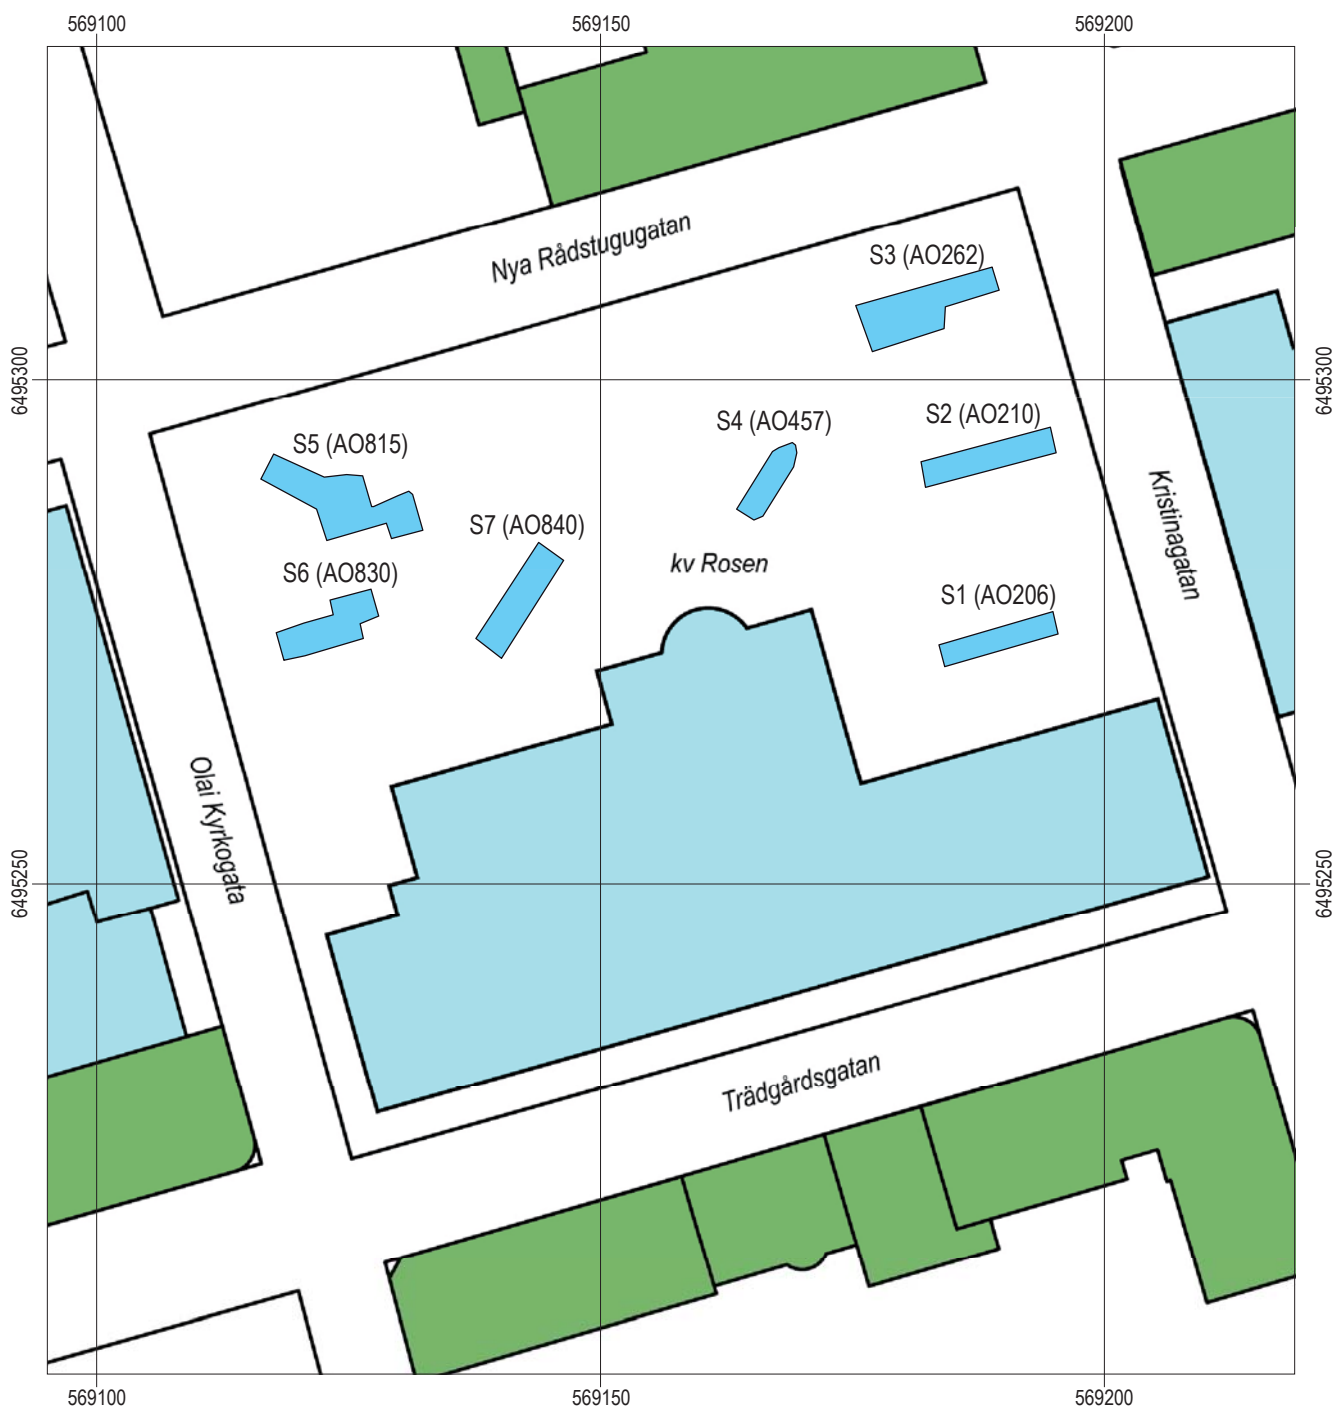 569100
569150
569200
Nya Rådstugugatan
S3 (AO262)
6495300
6495300
S4 (AO457)
S2 (AO210)
S5 (AO815)
S7 (AO840)
Kristinagatan
kv Rosen
S6 (AO830)
S1 (AO206)
Olai Kyrkogata
6495250
6495250
Trädgårdsgatan
569100
569150
569200